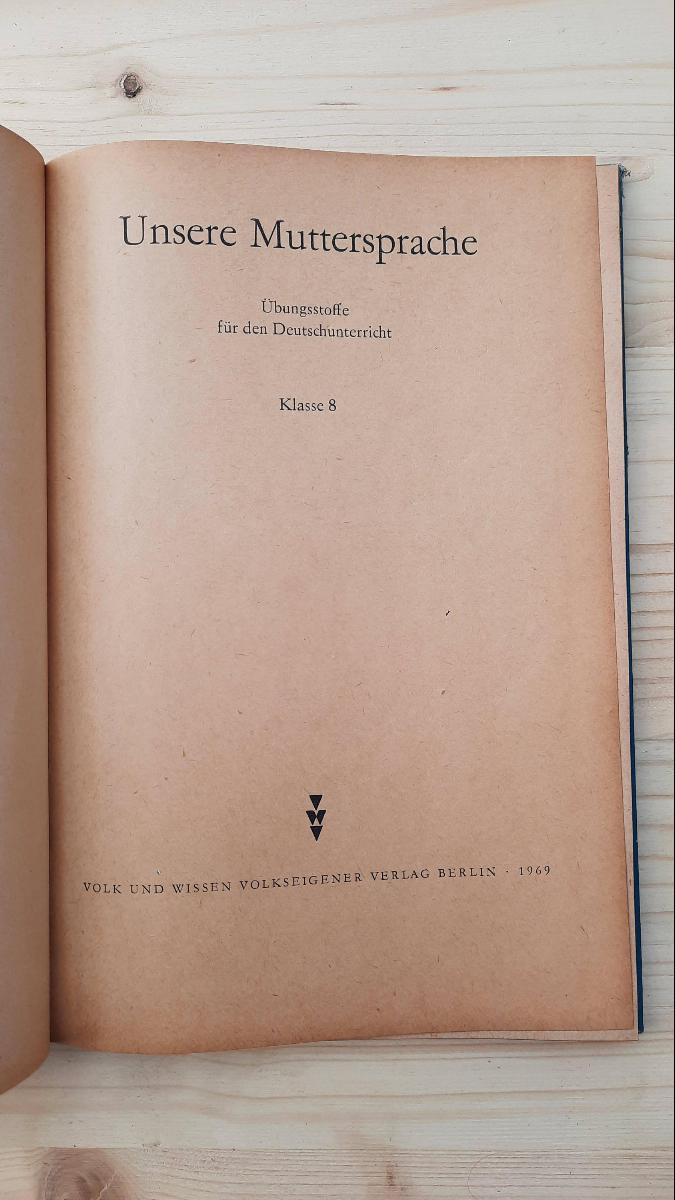 Unsere Muttersprache
Übungsstoffe
für den Deutschunterricht
Klasse 8
VOLK UND WISSEN VOLKSEIGENER VERLAG BERLIN · 1969